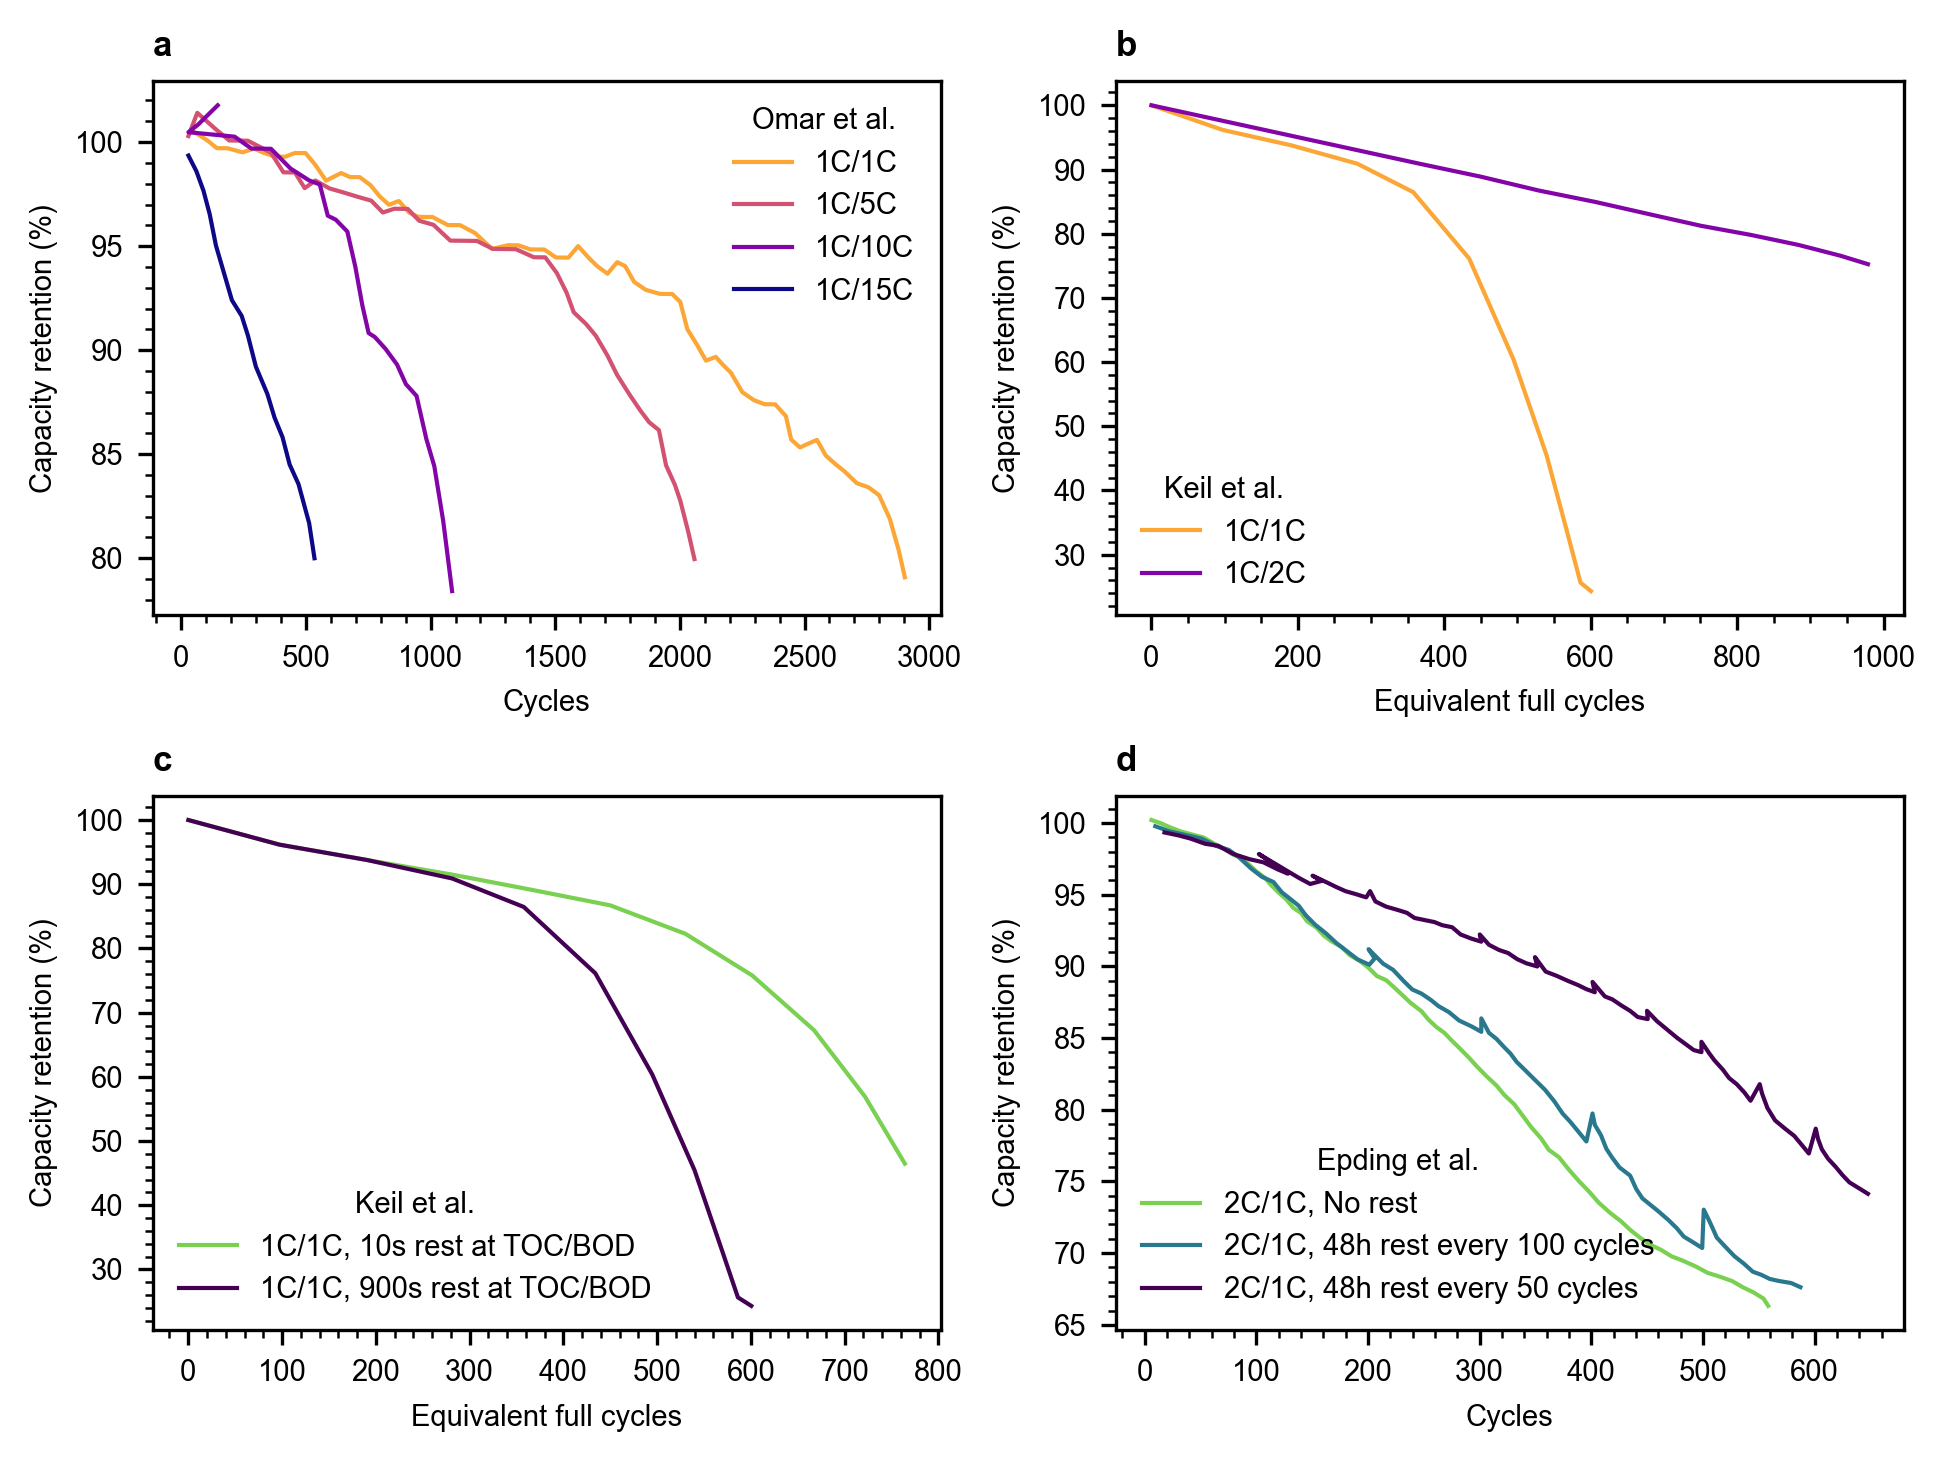 a
100
95
90
85
80
Capacity retention (%)
0 500 1000 1500 2000 2500 3000
Cycles
Omar et al.
1C/1C
1C/5C
1C/10C
1C/15C
b
100
90
80
70
60
50
40
30
Capacity retention (%)
0 200 400 600 800 1000
Equivalent full cycles
Keil et al.
1C/1C
1C/2C
c
100
90
80
70
60
50
40
30
Capacity retention (%)
0 100 200 300 400 500 600 700 800
Equivalent full cycles
Keil et al.
1C/1C, 10s rest at TOC/BOD
1C/1C, 900s rest at TOC/BOD
d
100
95
90
85
80
75
70
65
Capacity retention (%)
0 100 200 300 400 500 600
Cycles
Epding et al.
2C/1C, No rest
2C/1C, 48h rest every 100 cycles
2C/1C, 48h rest every 50 cycles